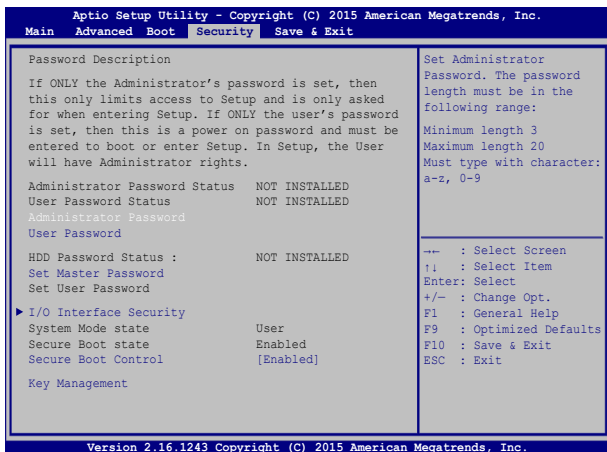 Aptio Setup Utility - Copyright (C) 2015 American Megatrends, Inc.
Main Advanced Boot Security Save & Exit
Password Description
If ONLY the Administrator's password is set, then
this only limits access to Setup and is only asked
for when entering Setup. If ONLY the user's password
is set, then this is a power on password and must be
entered to boot or enter Setup. In Setup, the User
will have Administrator rights.
Administrator Password Status NOT INSTALLED
User Password Status NOT INSTALLED
Administrator Password
User Password
HDD Password Status : NOT INSTALLED
Set Master Password
Set User Password
I/O Interface Security
System Mode state User
Secure Boot state Enabled
Secure Boot Control [Enabled]
Key Management
Set Administrator
Password. The password
length must be in the
following range:
Minimum length 3
Maximum length 20
Must type with character:
a-z, 0-9
→← : Select Screen
↑↓ : Select Item
Enter: Select
+/— : Change Opt.
F1 : General Help
F9 : Optimized Defaults
F10 : Save & Exit
ESC : Exit
Version 2.16.1243 Copyright (C) 2015 American Megatrends, Inc.